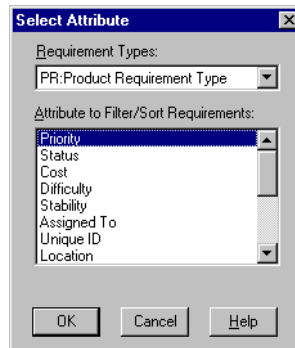 Select Attribute
Requirement Types:
PR:Product Requirement Type
Attribute to Filter/Sort Requirements:
Priority
Status
Cost
Difficulty
Stability
Assigned To
Unique ID
Location
OK Cancel Help